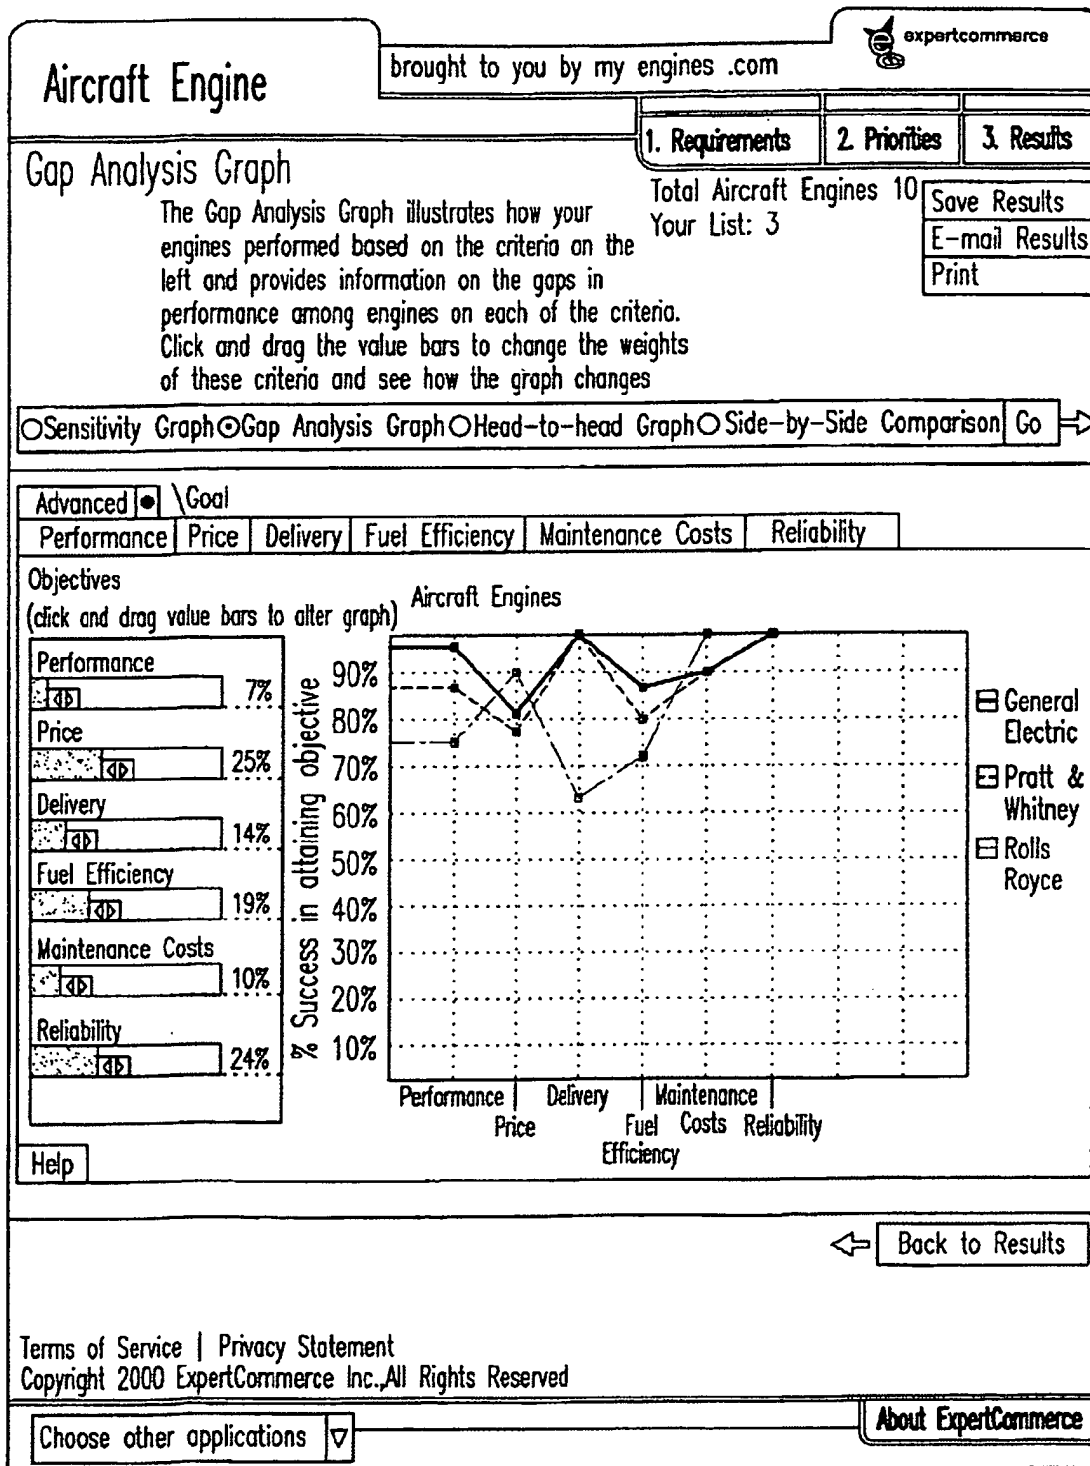 expertcommerce
Aircraft Engine
brought to you by my engines .com
1. Requirements
2. Priorities
3. Results
Gap Analysis Graph
Total Aircraft Engines 10
Your List: 3
Save Results
E-mail Results
Print
The Gap Analysis Graph illustrates how your
engines performed based on the criteria on the
left and provides information on the gaps in
performance among engines on each of the criteria.
Click and drag the value bars to change the weights
of these criteria and see how the graph changes
Sensitivity Graph Gap Analysis Graph Head-to-head Graph Side-by-Side Comparison Go
Advanced \Goal
Performance Price Delivery Fuel Efficiency Maintenance Costs Reliability
Objectives
(click and drag value bars to alter graph)
Performance
7%
Price
25%
Delivery
14%
Fuel Efficiency
19%
Maintenance Costs
10%
Reliability
24%
Aircraft Engines
% Success in attaining objective
90%
80%
70%
60%
50%
40%
30%
20%
10%
Performance
Price
Delivery
Fuel
Efficiency
Maintenance
Costs
Reliability
General
Electric
Pratt &
Whitney
Rolls
Royce
Help
Back to Results
Terms of Service | Privacy Statement
Copyright 2000 ExpertCommerce Inc.,All Rights Reserved
About ExpertCommerce
Choose other applications